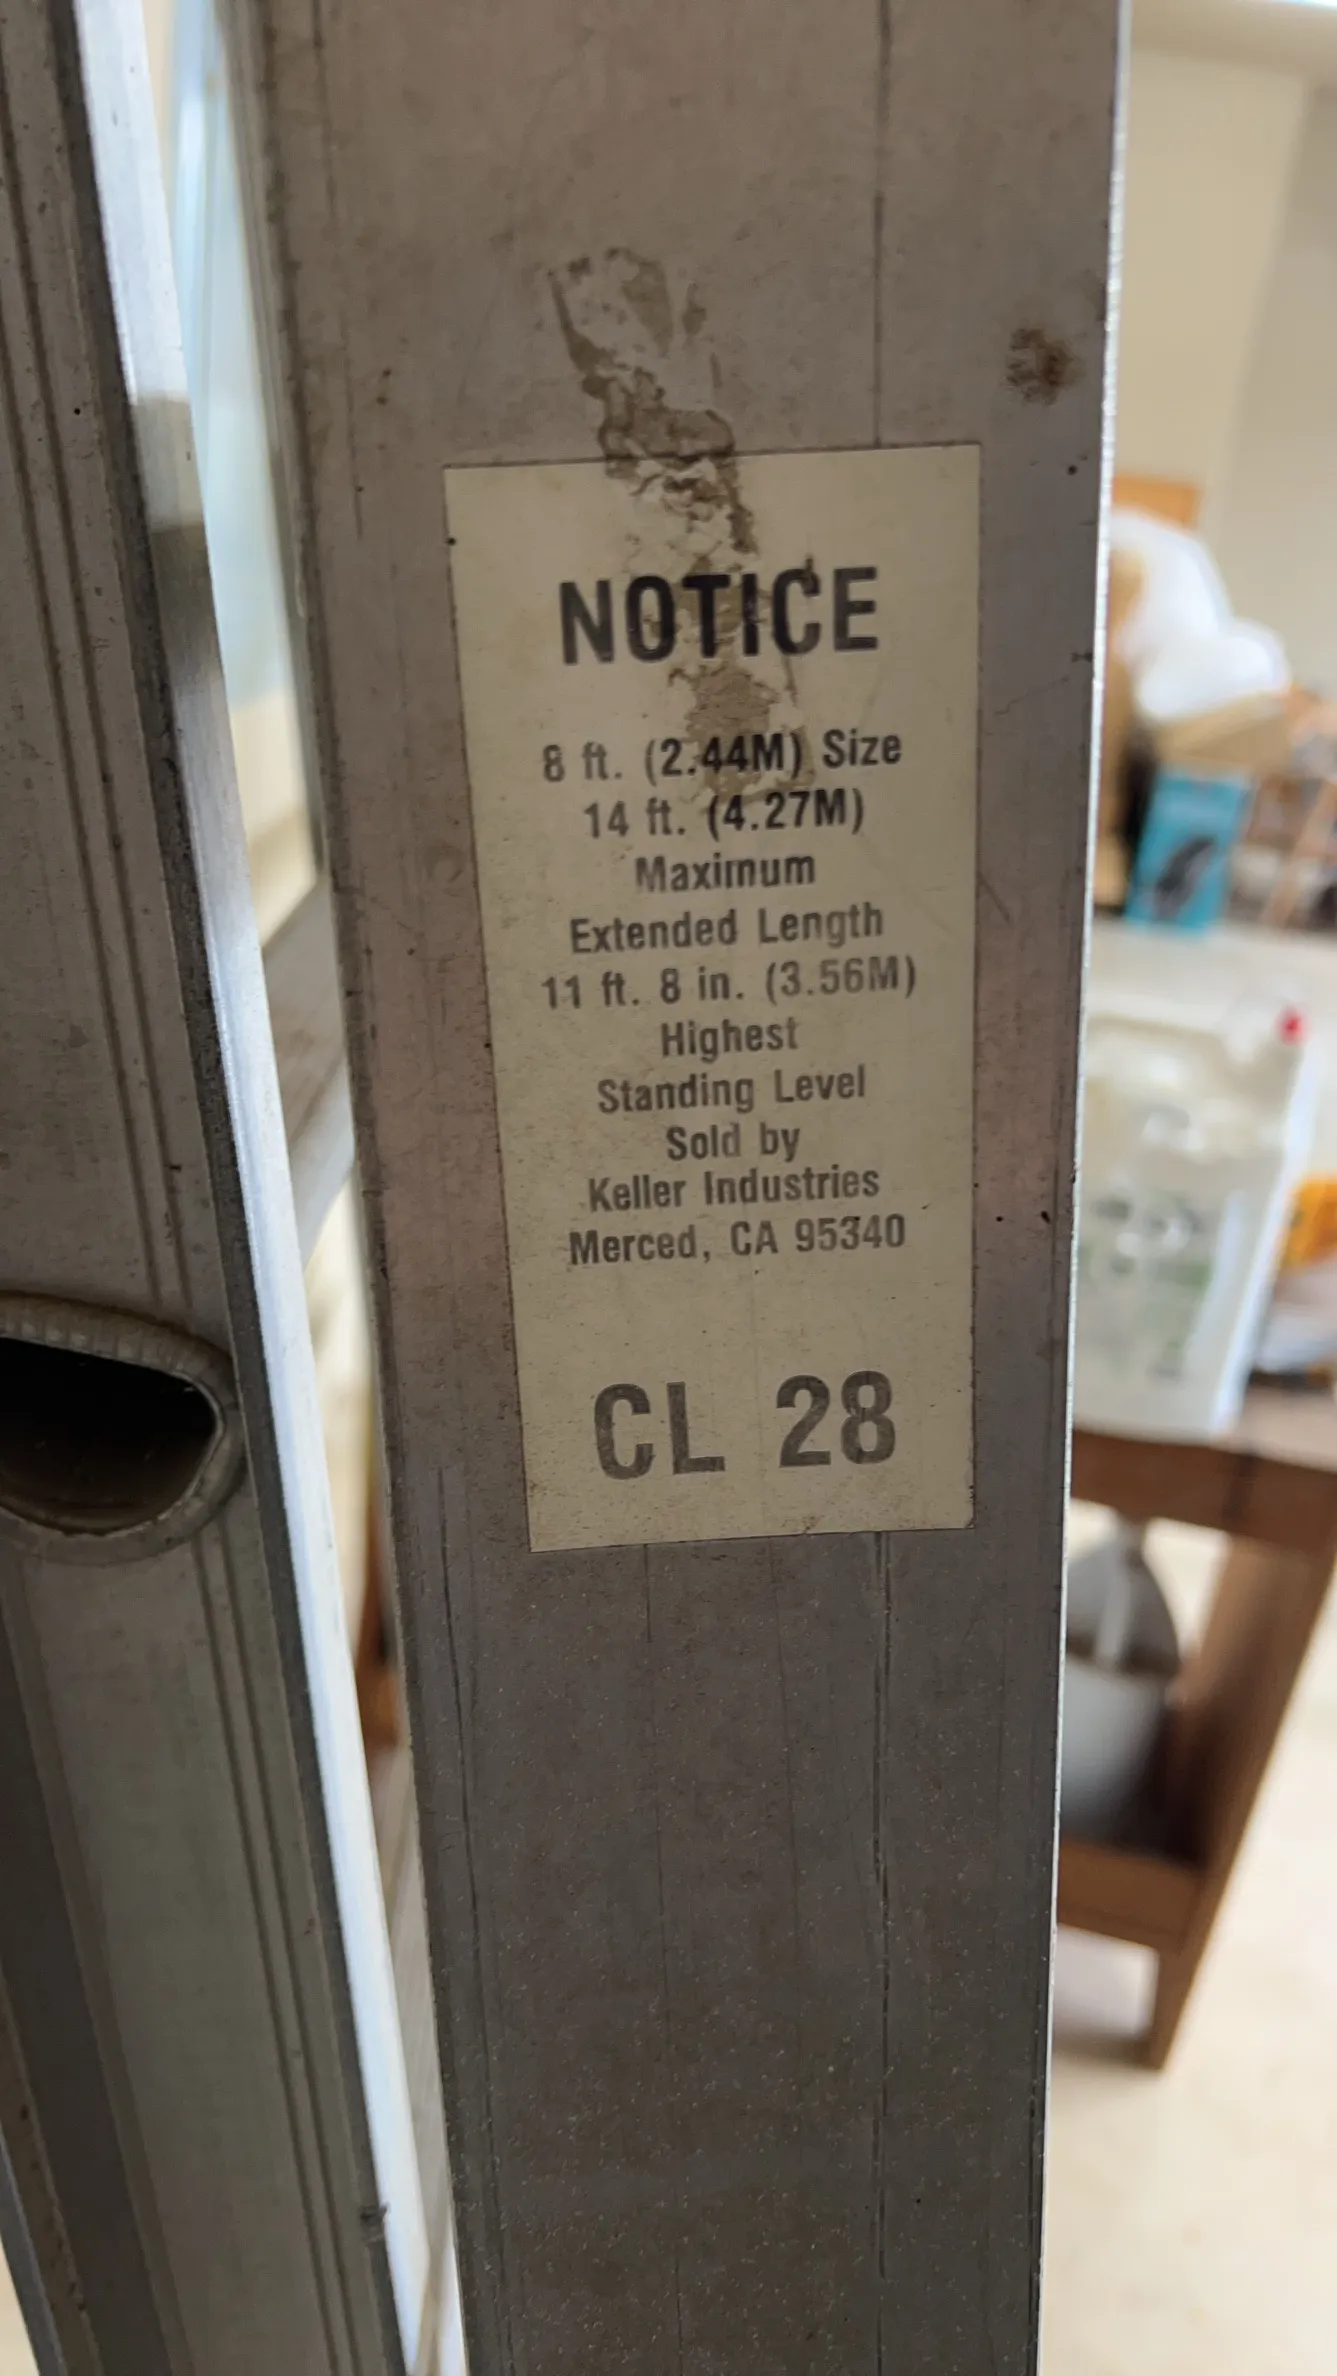 NOTICE
8 ft. (2.44M) Size
14 ft. (4.27M)
Maximum
Extended Length
11 ft. 8 in. (3.56M)
Highest
Standing Level
Sold by
Keller Industries
Merced, CA 95340
CL 28